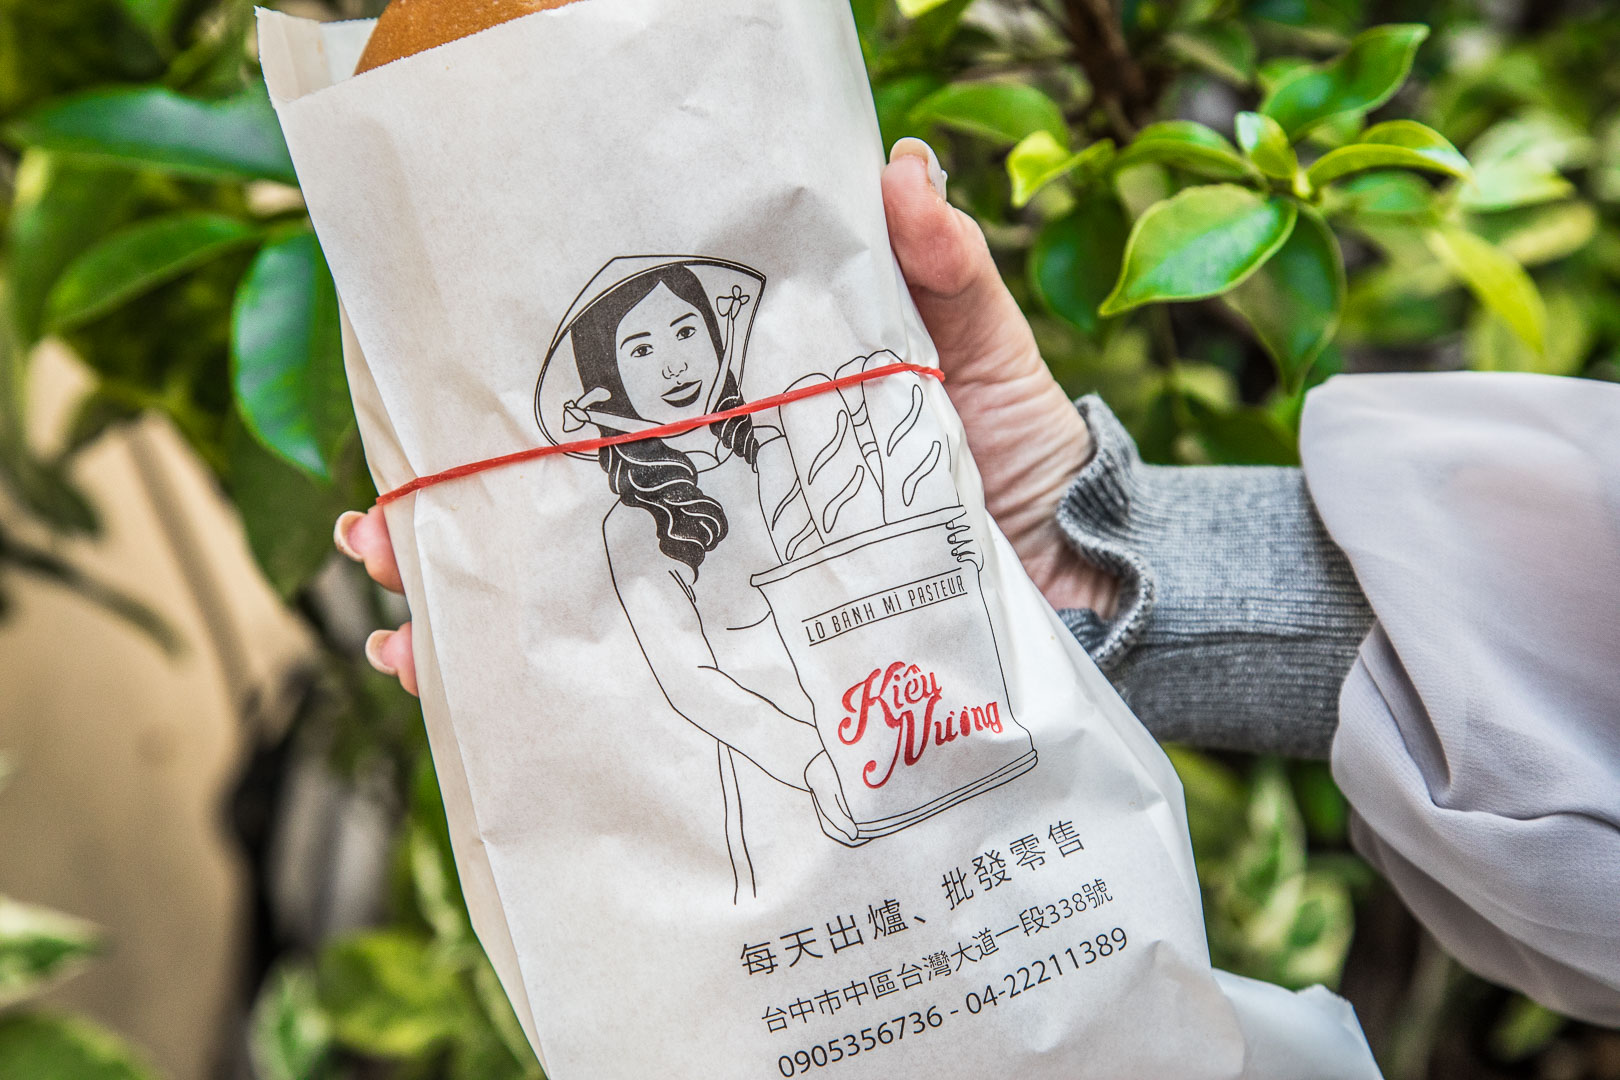 LÒ BÁNH MÌ PASTEUR
Kiều
Nương
每天出爐、批發零售
台中市中區台灣大道一段338號
0905356736 - 04-22211389